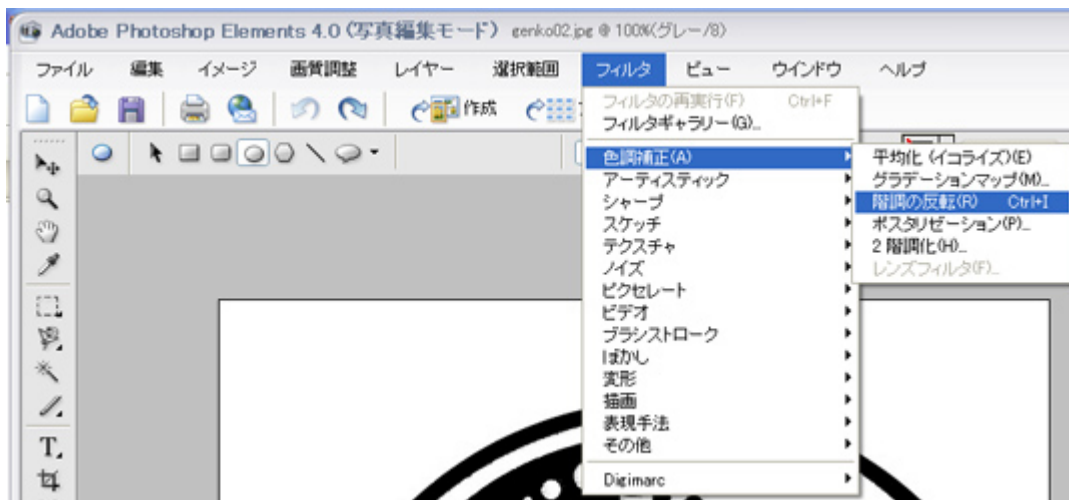 Adobe Photoshop Elements 4.0 (写真編集モード) genko02.jpg @ 100%(グレー/8)
ファイル 編集 イメージ 画質調整 レイヤー 選択範囲 フィルタ ビュー ウインドウ ヘルプ
作成
フィルタの再実行(F) Ctrl+F
フィルタギャラリー(G)...
色調補正(A)
アーティスティック
シャープ
スケッチ
テクスチャ
ノイズ
ピクセレート
ビデオ
ブラシストローク
ぼかし
変形
描画
表現手法
その他
Digimarc
平均化 (イコライズ)(E)
グラデーションマップ(M)...
階調の反転(R) Ctrl+I
ポスタリゼーション(P)...
2 階調化(H)...
レンズフィルタ(F)...
T